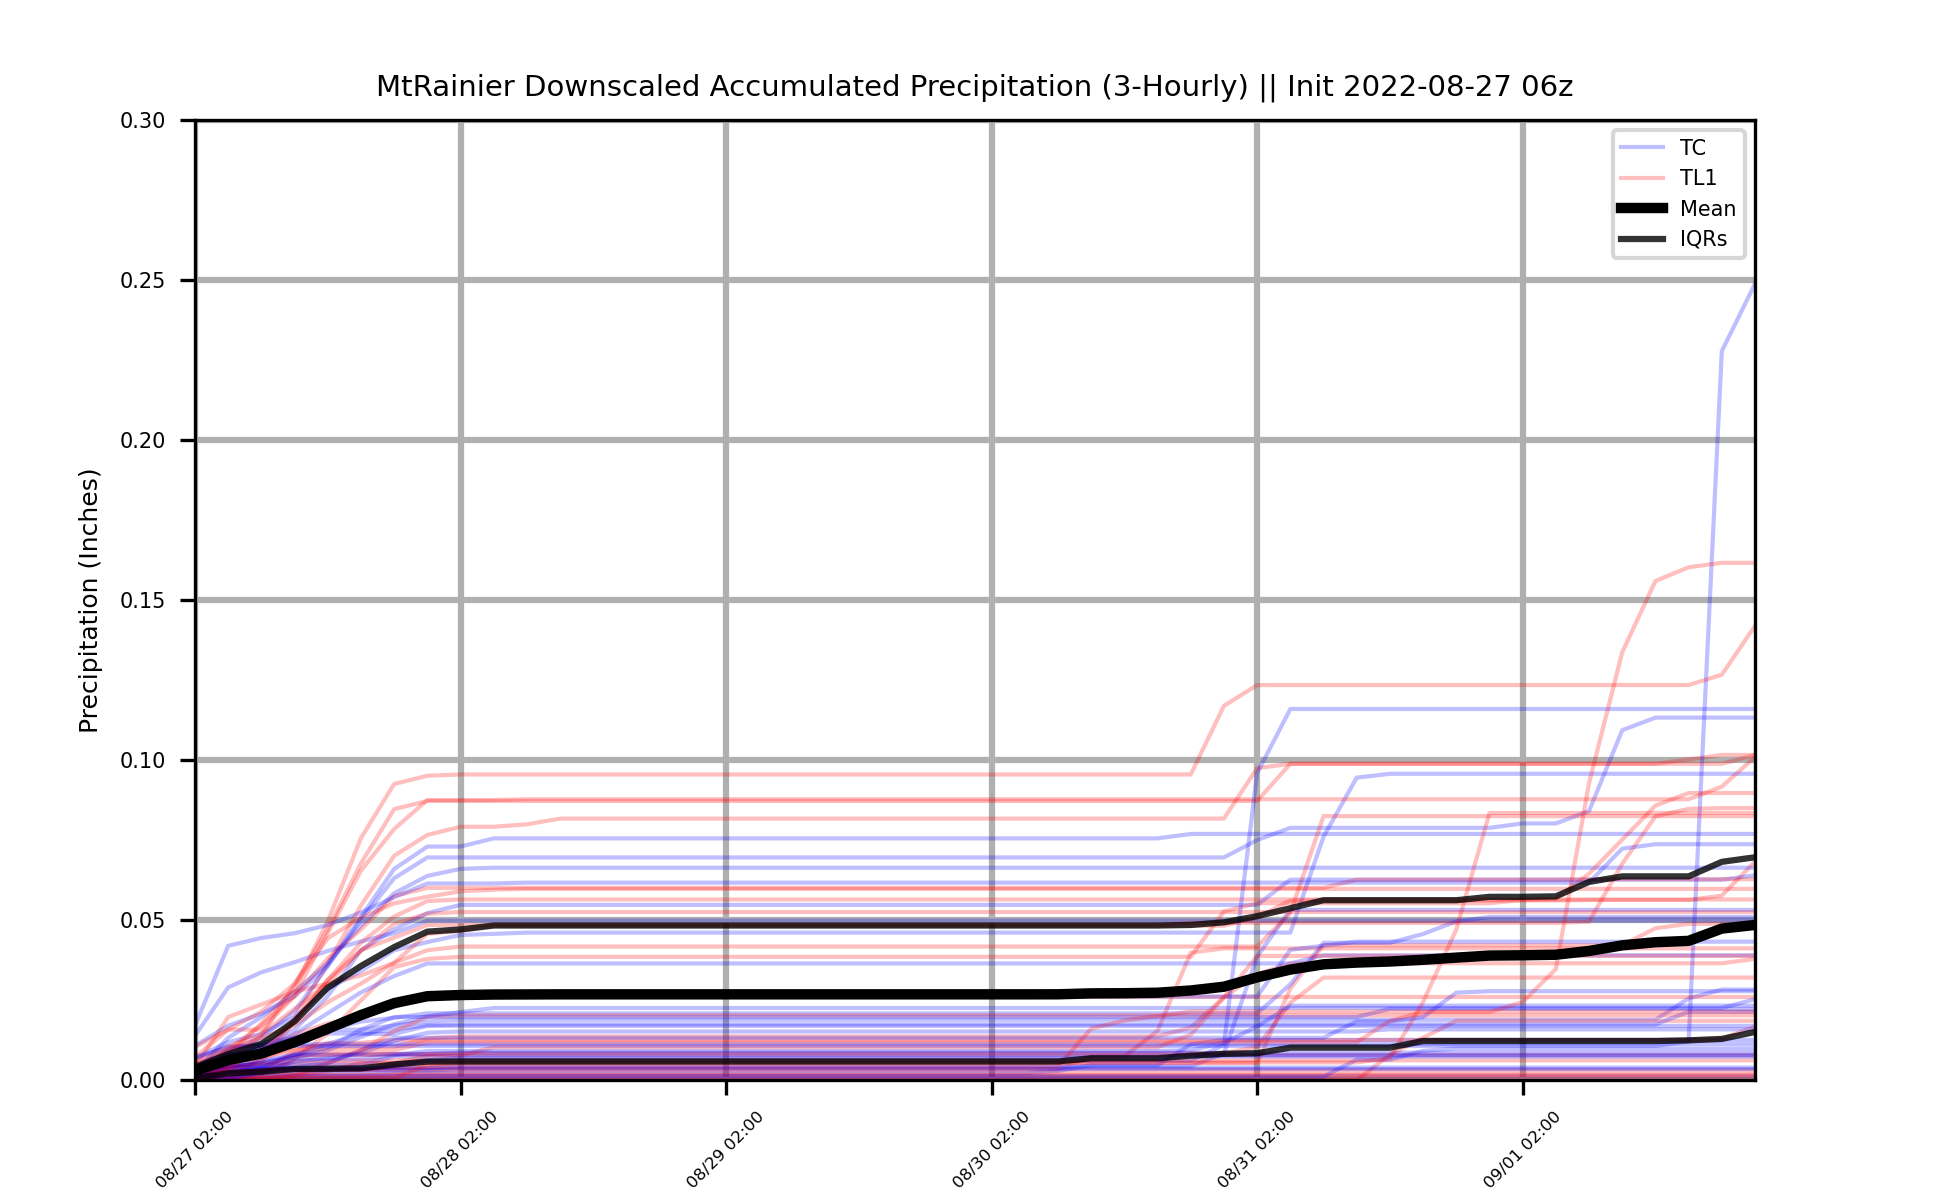 MtRainier Downscaled Accumulated Precipitation (3-Hourly) || Init 2022-08-27 06z
Precipitation (Inches)
0.30
0.25
0.20
0.15
0.10
0.05
0.00
TC
TL1
Mean
IQRs
08/27 02:00
08/28 02:00
08/29 02:00
08/30 02:00
08/31 02:00
09/01 02:00